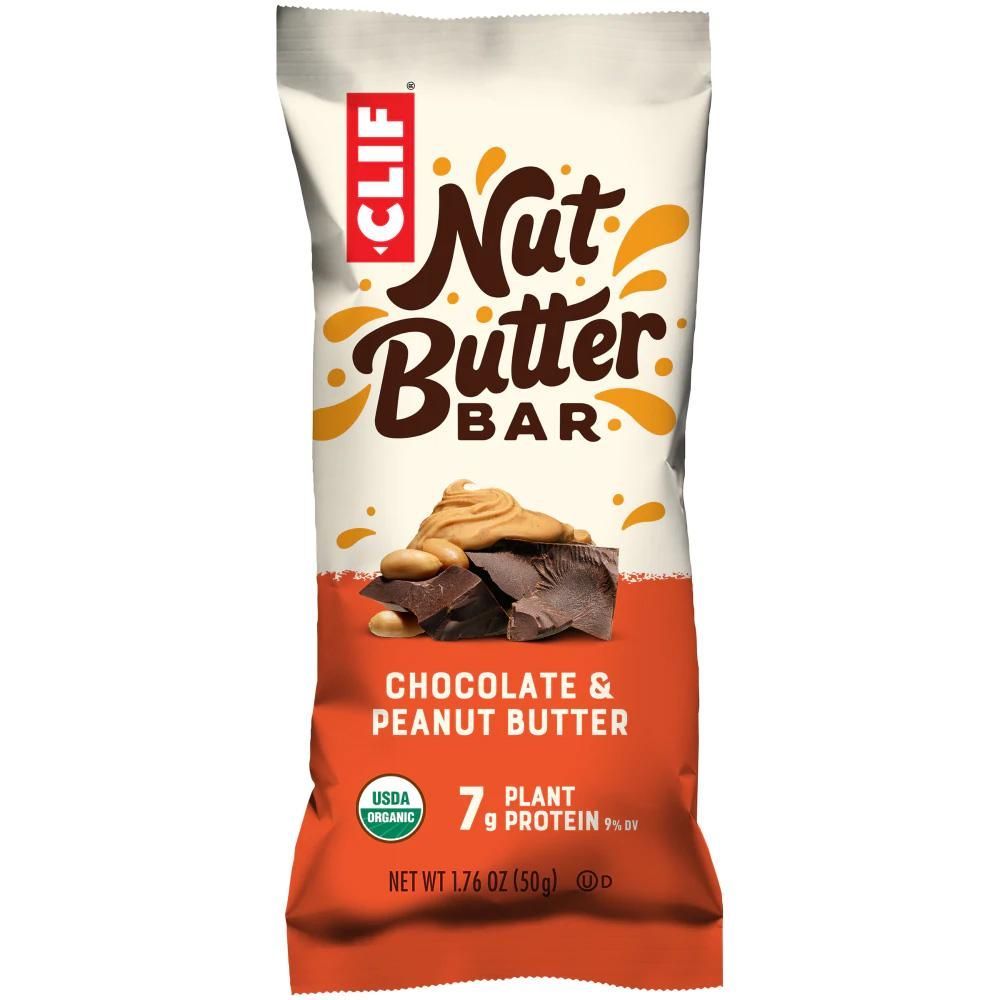 CLIF®
Nut
Butter
BAR
CHOCOLATE &
PEANUT BUTTER
USDA
ORGANIC
7g PLANT
PROTEIN 9% DV
NET WT 1.76 OZ (50g) Ⓤ D